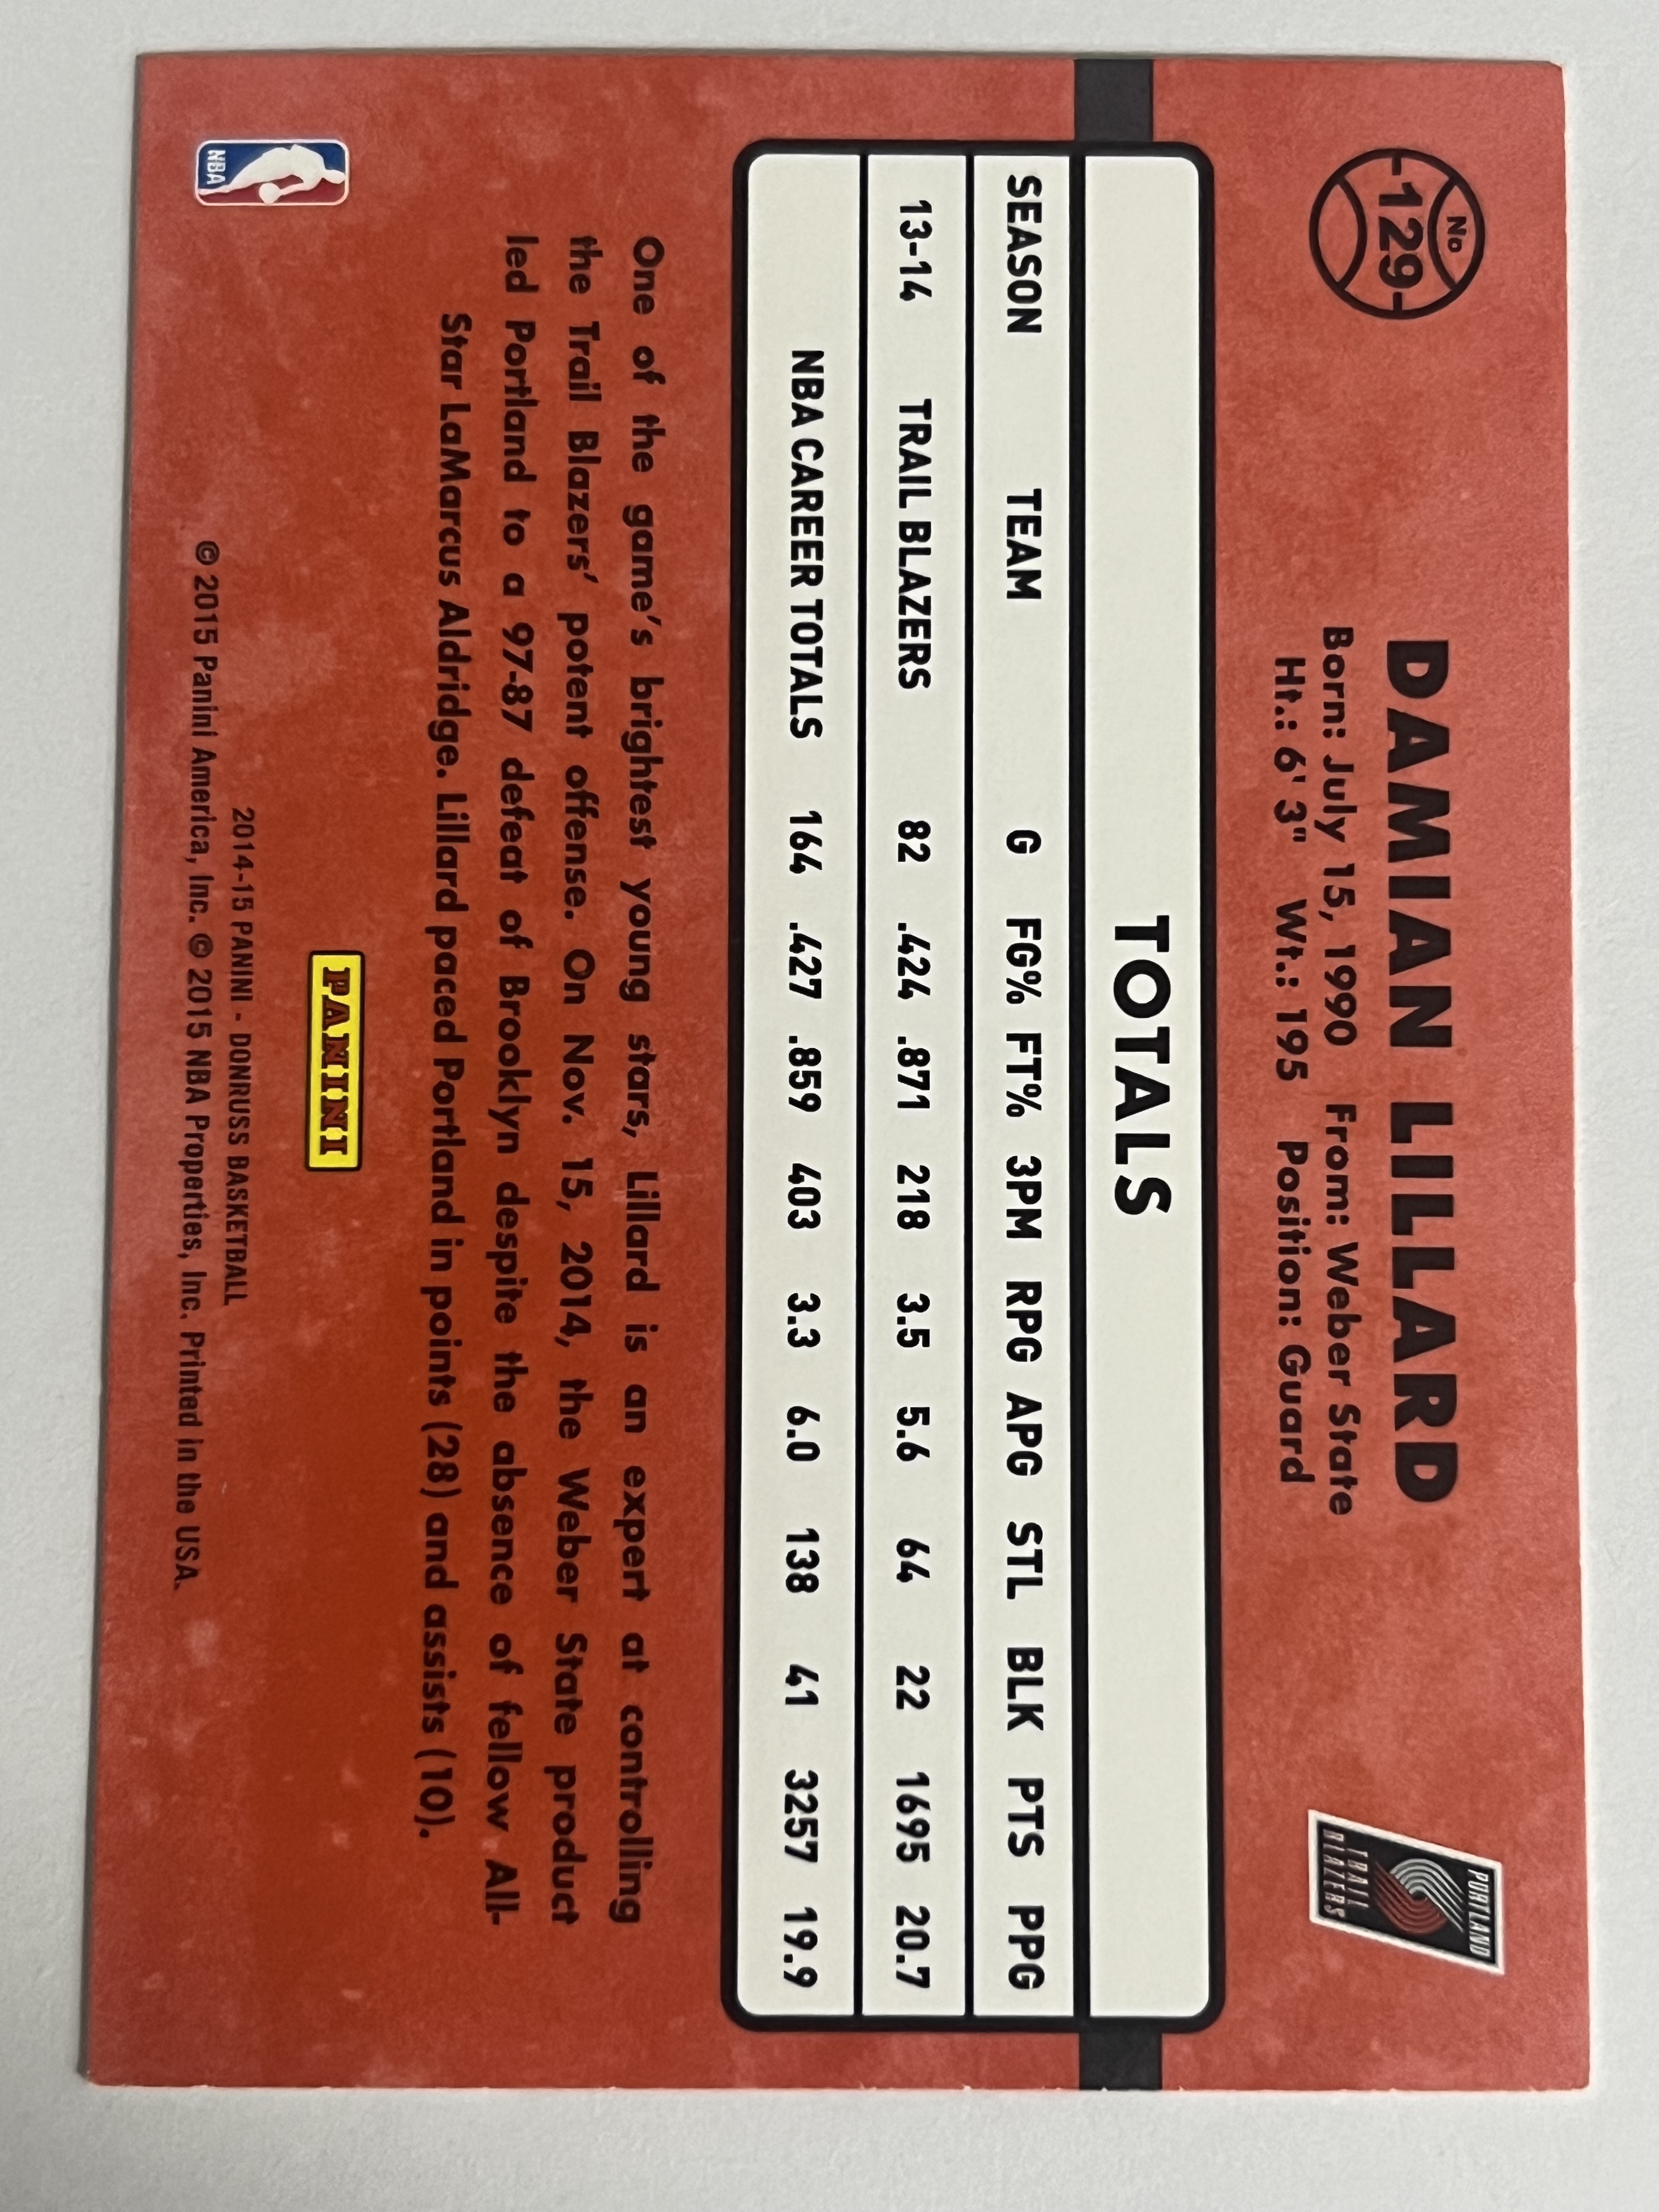 No
129
DAMIAN LILLARD
Born: July 15, 1990 From: Weber State
Ht.: 6' 3" Wt.: 195 Position: Guard
PORTLAND
TRAIL
BLAZERS
TOTALS
SEASON TEAM G FG% FT% 3PM RPG APG STL BLK PTS PPG
13-14 TRAIL BLAZERS 82 .424 .871 218 3.5 5.6 64 22 1695 20.7
NBA CAREER TOTALS 164 .427 .859 403 3.3 6.0 138 41 3257 19.9
One of the game's brightest young stars, Lillard is an expert at controlling
the Trail Blazers' potent offense. On Nov. 15, 2014, the Weber State product
led Portland to a 97-87 defeat of Brooklyn despite the absence of fellow All-
Star LaMarcus Aldridge. Lillard paced Portland in points (28) and assists (10).
PANINI
NBA
2014-15 PANINI - DONRUSS BASKETBALL
© 2015 Panini America, Inc. © 2015 NBA Properties, Inc. Printed in the USA.